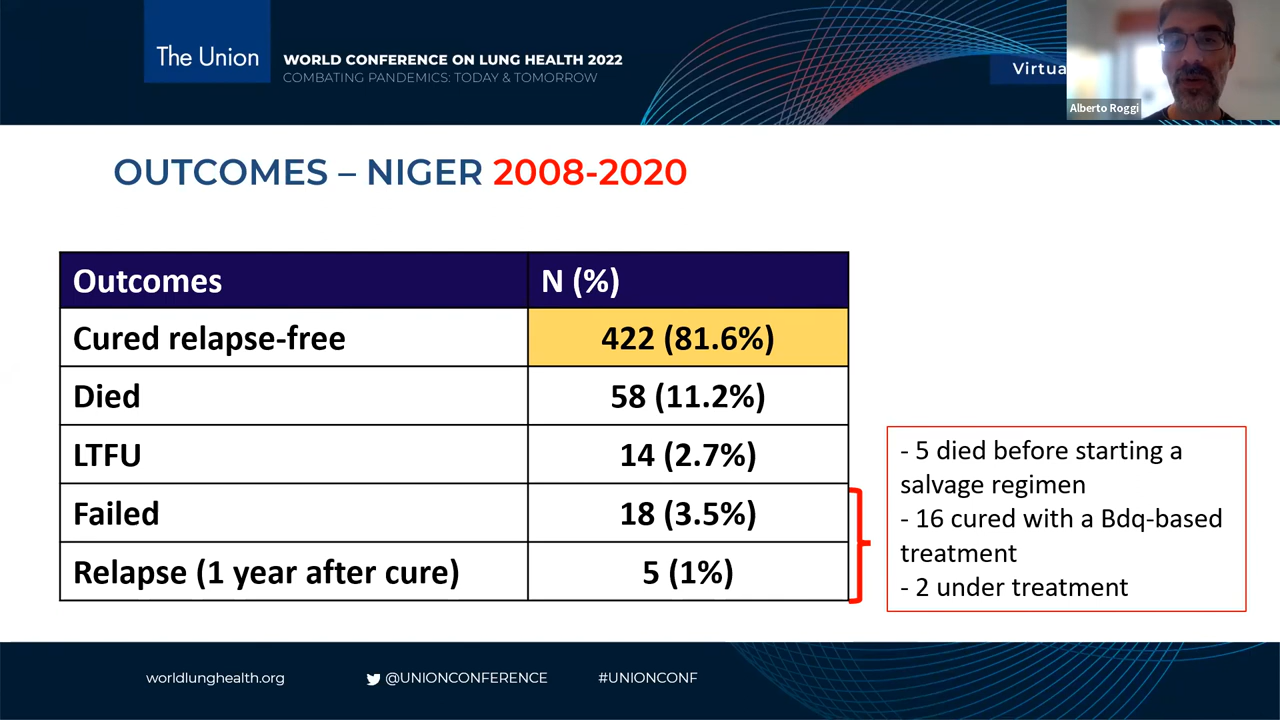 The Union
WORLD CONFERENCE ON LUNG HEALTH 2022
COMBATING PANDEMICS: TODAY & TOMORROW
Virtua
Alberto Roggi
OUTCOMES – NIGER 2008-2020
Outcomes N (%)
Cured relapse-free 422 (81.6%)
Died 58 (11.2%)
LTFU 14 (2.7%)
Failed 18 (3.5%)
Relapse (1 year after cure) 5 (1%)
- 5 died before starting a
salvage regimen
- 16 cured with a Bdq-based
treatment
- 2 under treatment
worldlunghealth.org @UNIONCONFERENCE #UNIONCONF